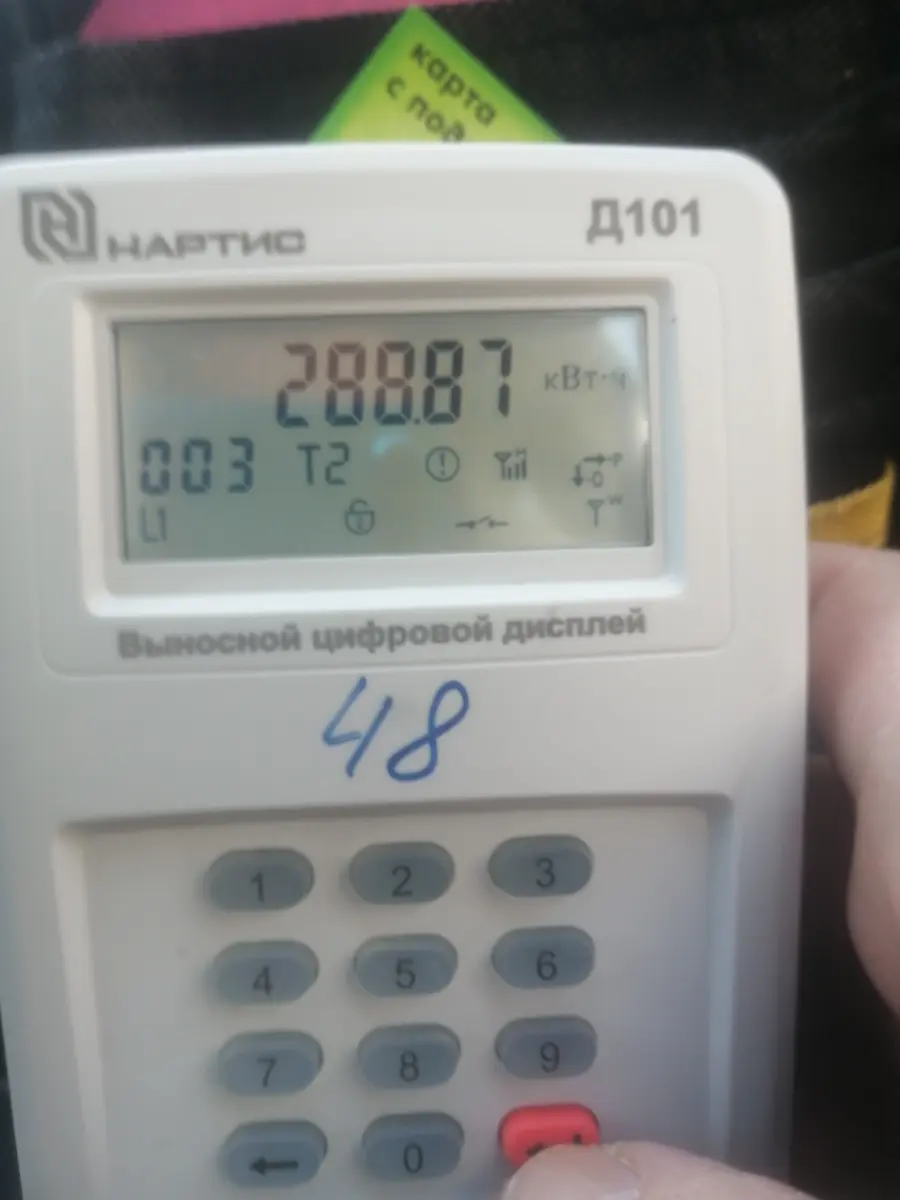 карта
с под
НАРТИС Д101
288.87 кВт·ч
003 T2
L1
Выносной цифровой дисплей
48
1 2 3
4 5 6
7 8 9
← 0